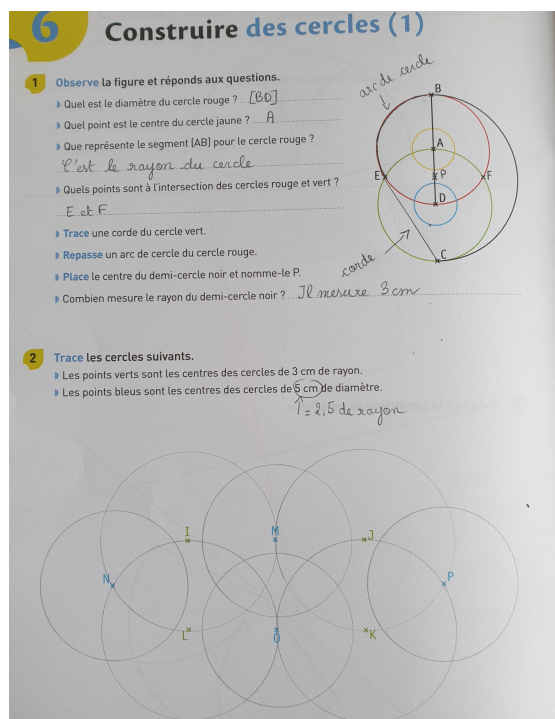 6 Construire des cercles (1)
1 Observe la figure et réponds aux questions.
Quel est le diamètre du cercle rouge ? [BD]
Quel point est le centre du cercle jaune ? A
Que représente le segment [AB] pour le cercle rouge ?
C'est le rayon du cercle
Quels points sont à l'intersection des cercles rouge et vert ?
E et F
Trace une corde du cercle vert.
Repasse un arc de cercle du cercle rouge.
Place le centre du demi-cercle noir et nomme-le P.
Combien mesure le rayon du demi-cercle noir ? Il mesure 3 cm
arc de cercle
B
A
E
P
F
D
C
corde
2 Trace les cercles suivants.
Les points verts sont les centres des cercles de 3 cm de rayon.
Les points bleus sont les centres des cercles de 5 cm de diamètre.
= 2,5 de rayon
I
M
J
N
P
L
O
K